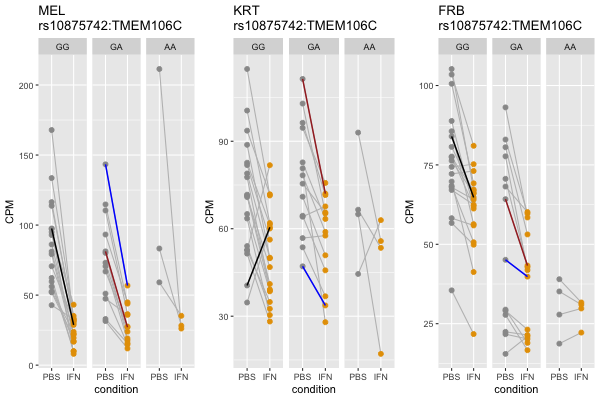 MEL
rs10875742:TMEM106C
GG GA AA
200
150
100
50
0
CPM
PBS IFN PBS IFN PBS IFN
condition
KRT
rs10875742:TMEM106C
GG GA AA
90
60
30
CPM
PBS IFN PBS IFN PBS IFN
condition
FRB
rs10875742:TMEM106C
GG GA AA
100
75
50
25
CPM
PBS IFN PBS IFN PBS IFN
condition